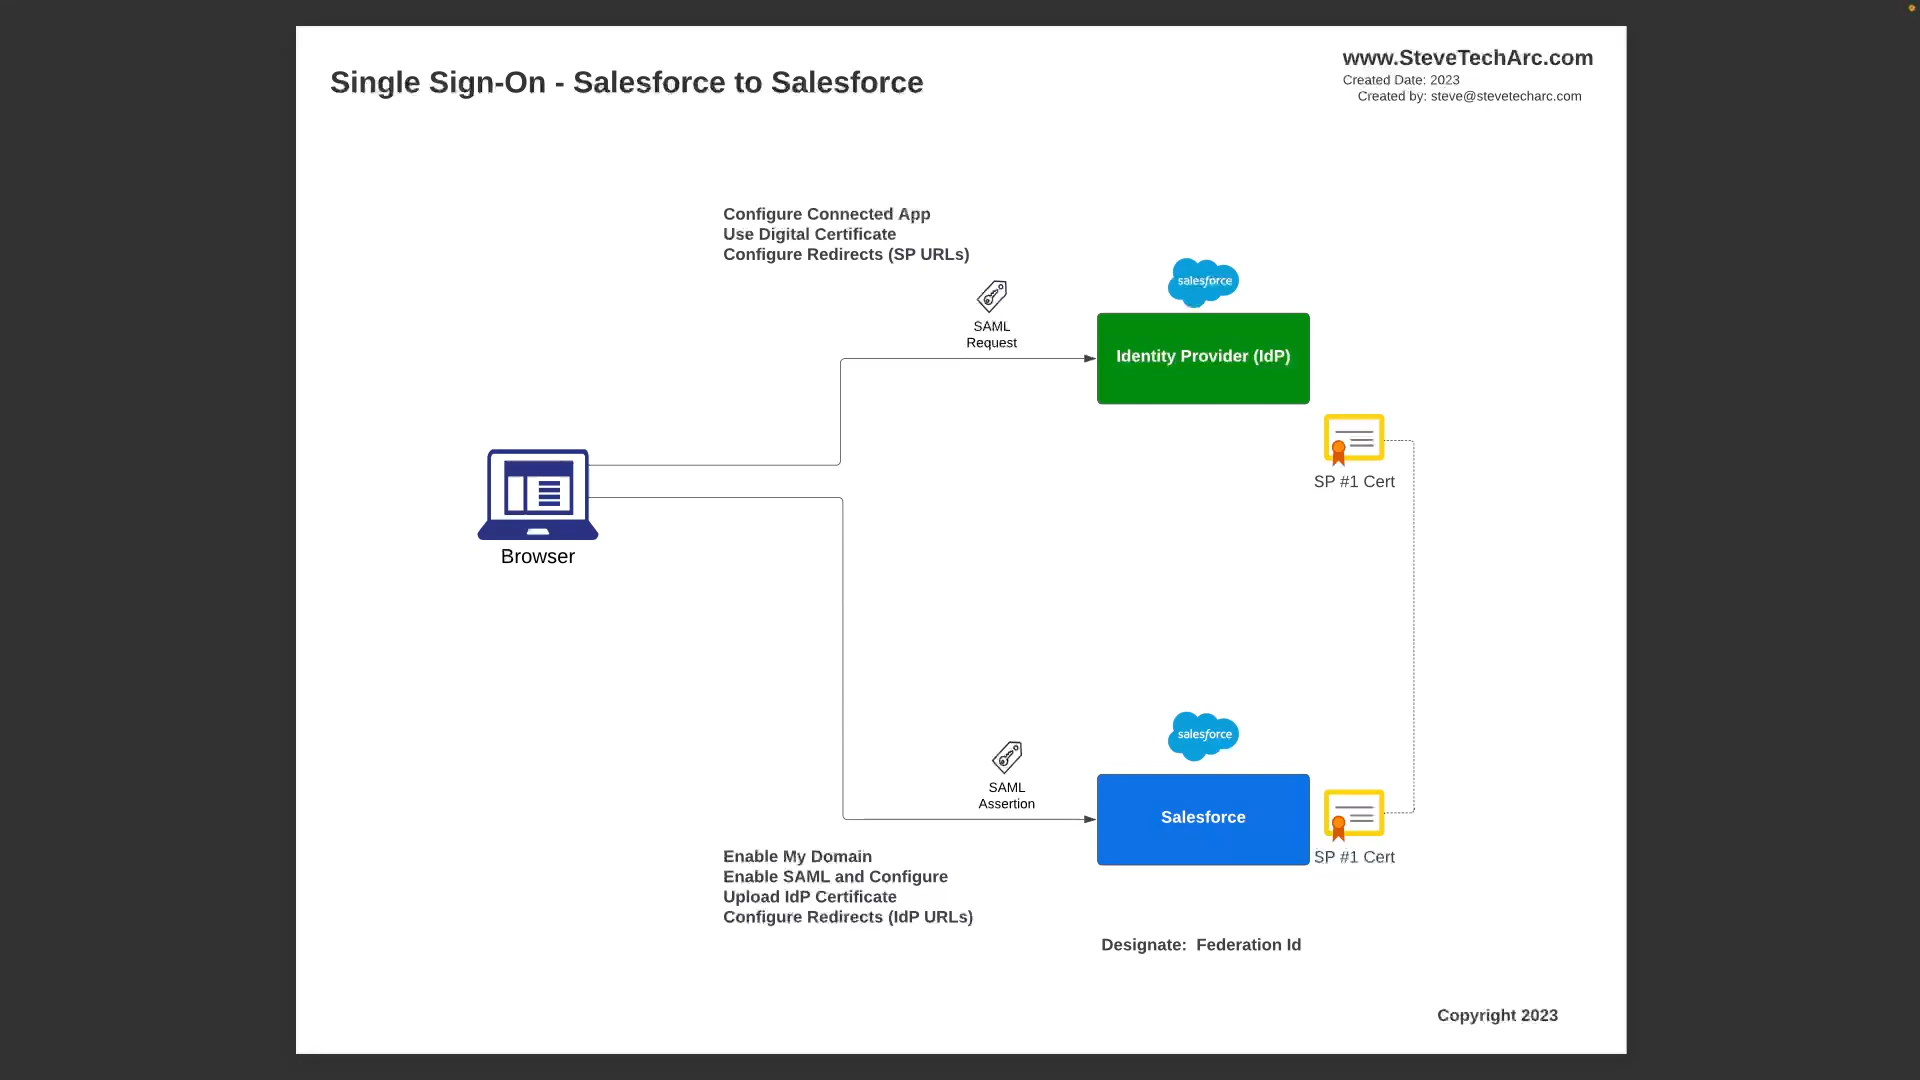 Single Sign-On - Salesforce to Salesforce
www.SteveTechArc.com
Created Date: 2023
Created by: steve@stevetecharc.com
Configure Connected App
Use Digital Certificate
Configure Redirects (SP URLs)
salesforce
SAML
Request
Identity Provider (IdP)
SP #1 Cert
Browser
salesforce
SAML
Assertion
Salesforce
SP #1 Cert
Enable My Domain
Enable SAML and Configure
Upload IdP Certificate
Configure Redirects (IdP URLs)
Designate:  Federation Id
Copyright 2023